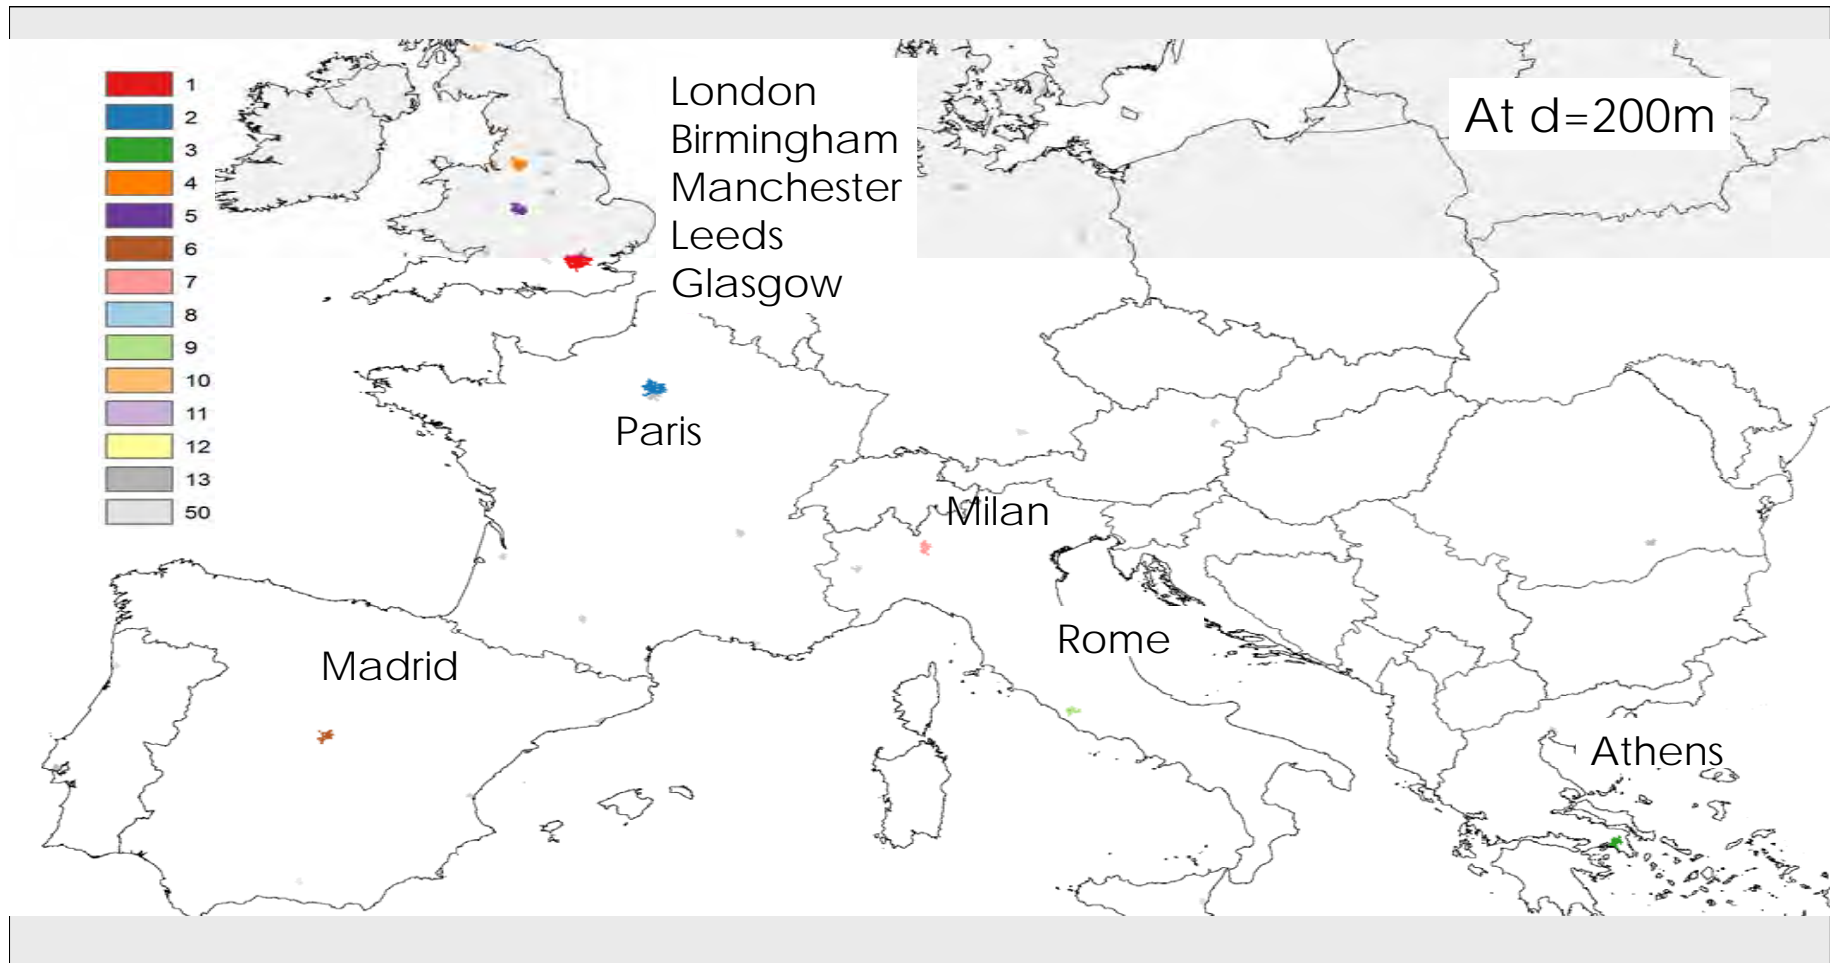 1
2
3
4
5
6
7
8
9
10
11
12
13
50
London
Birmingham
Manchester
Leeds
Glasgow
At d=200m
Paris
Milan
Rome
Madrid
Athens